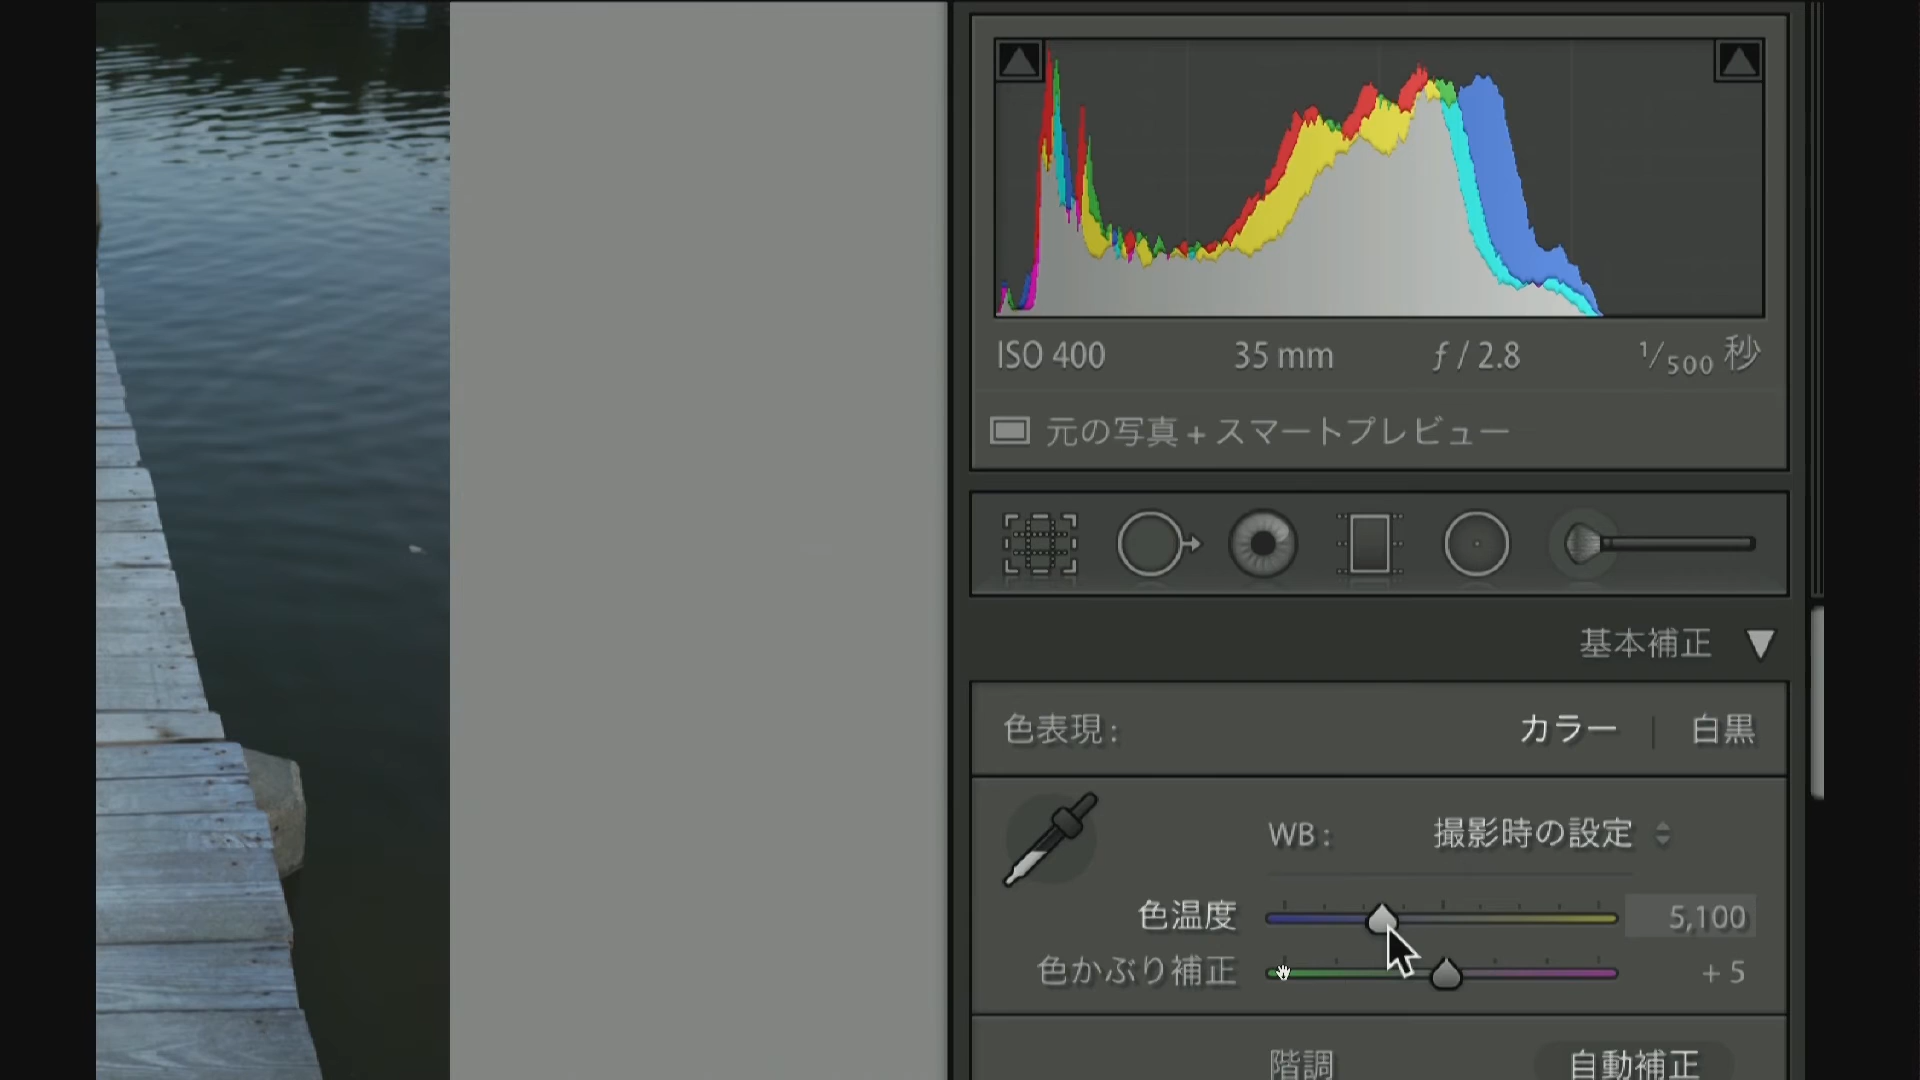 ISO 400 35 mm ƒ / 2.8 1/500 秒
元の写真 + スマートプレビュー
基本補正
色表現 : カラー | 白黒
WB : 撮影時の設定
色温度 5,100
色かぶり補正 + 5
階調 自動補正